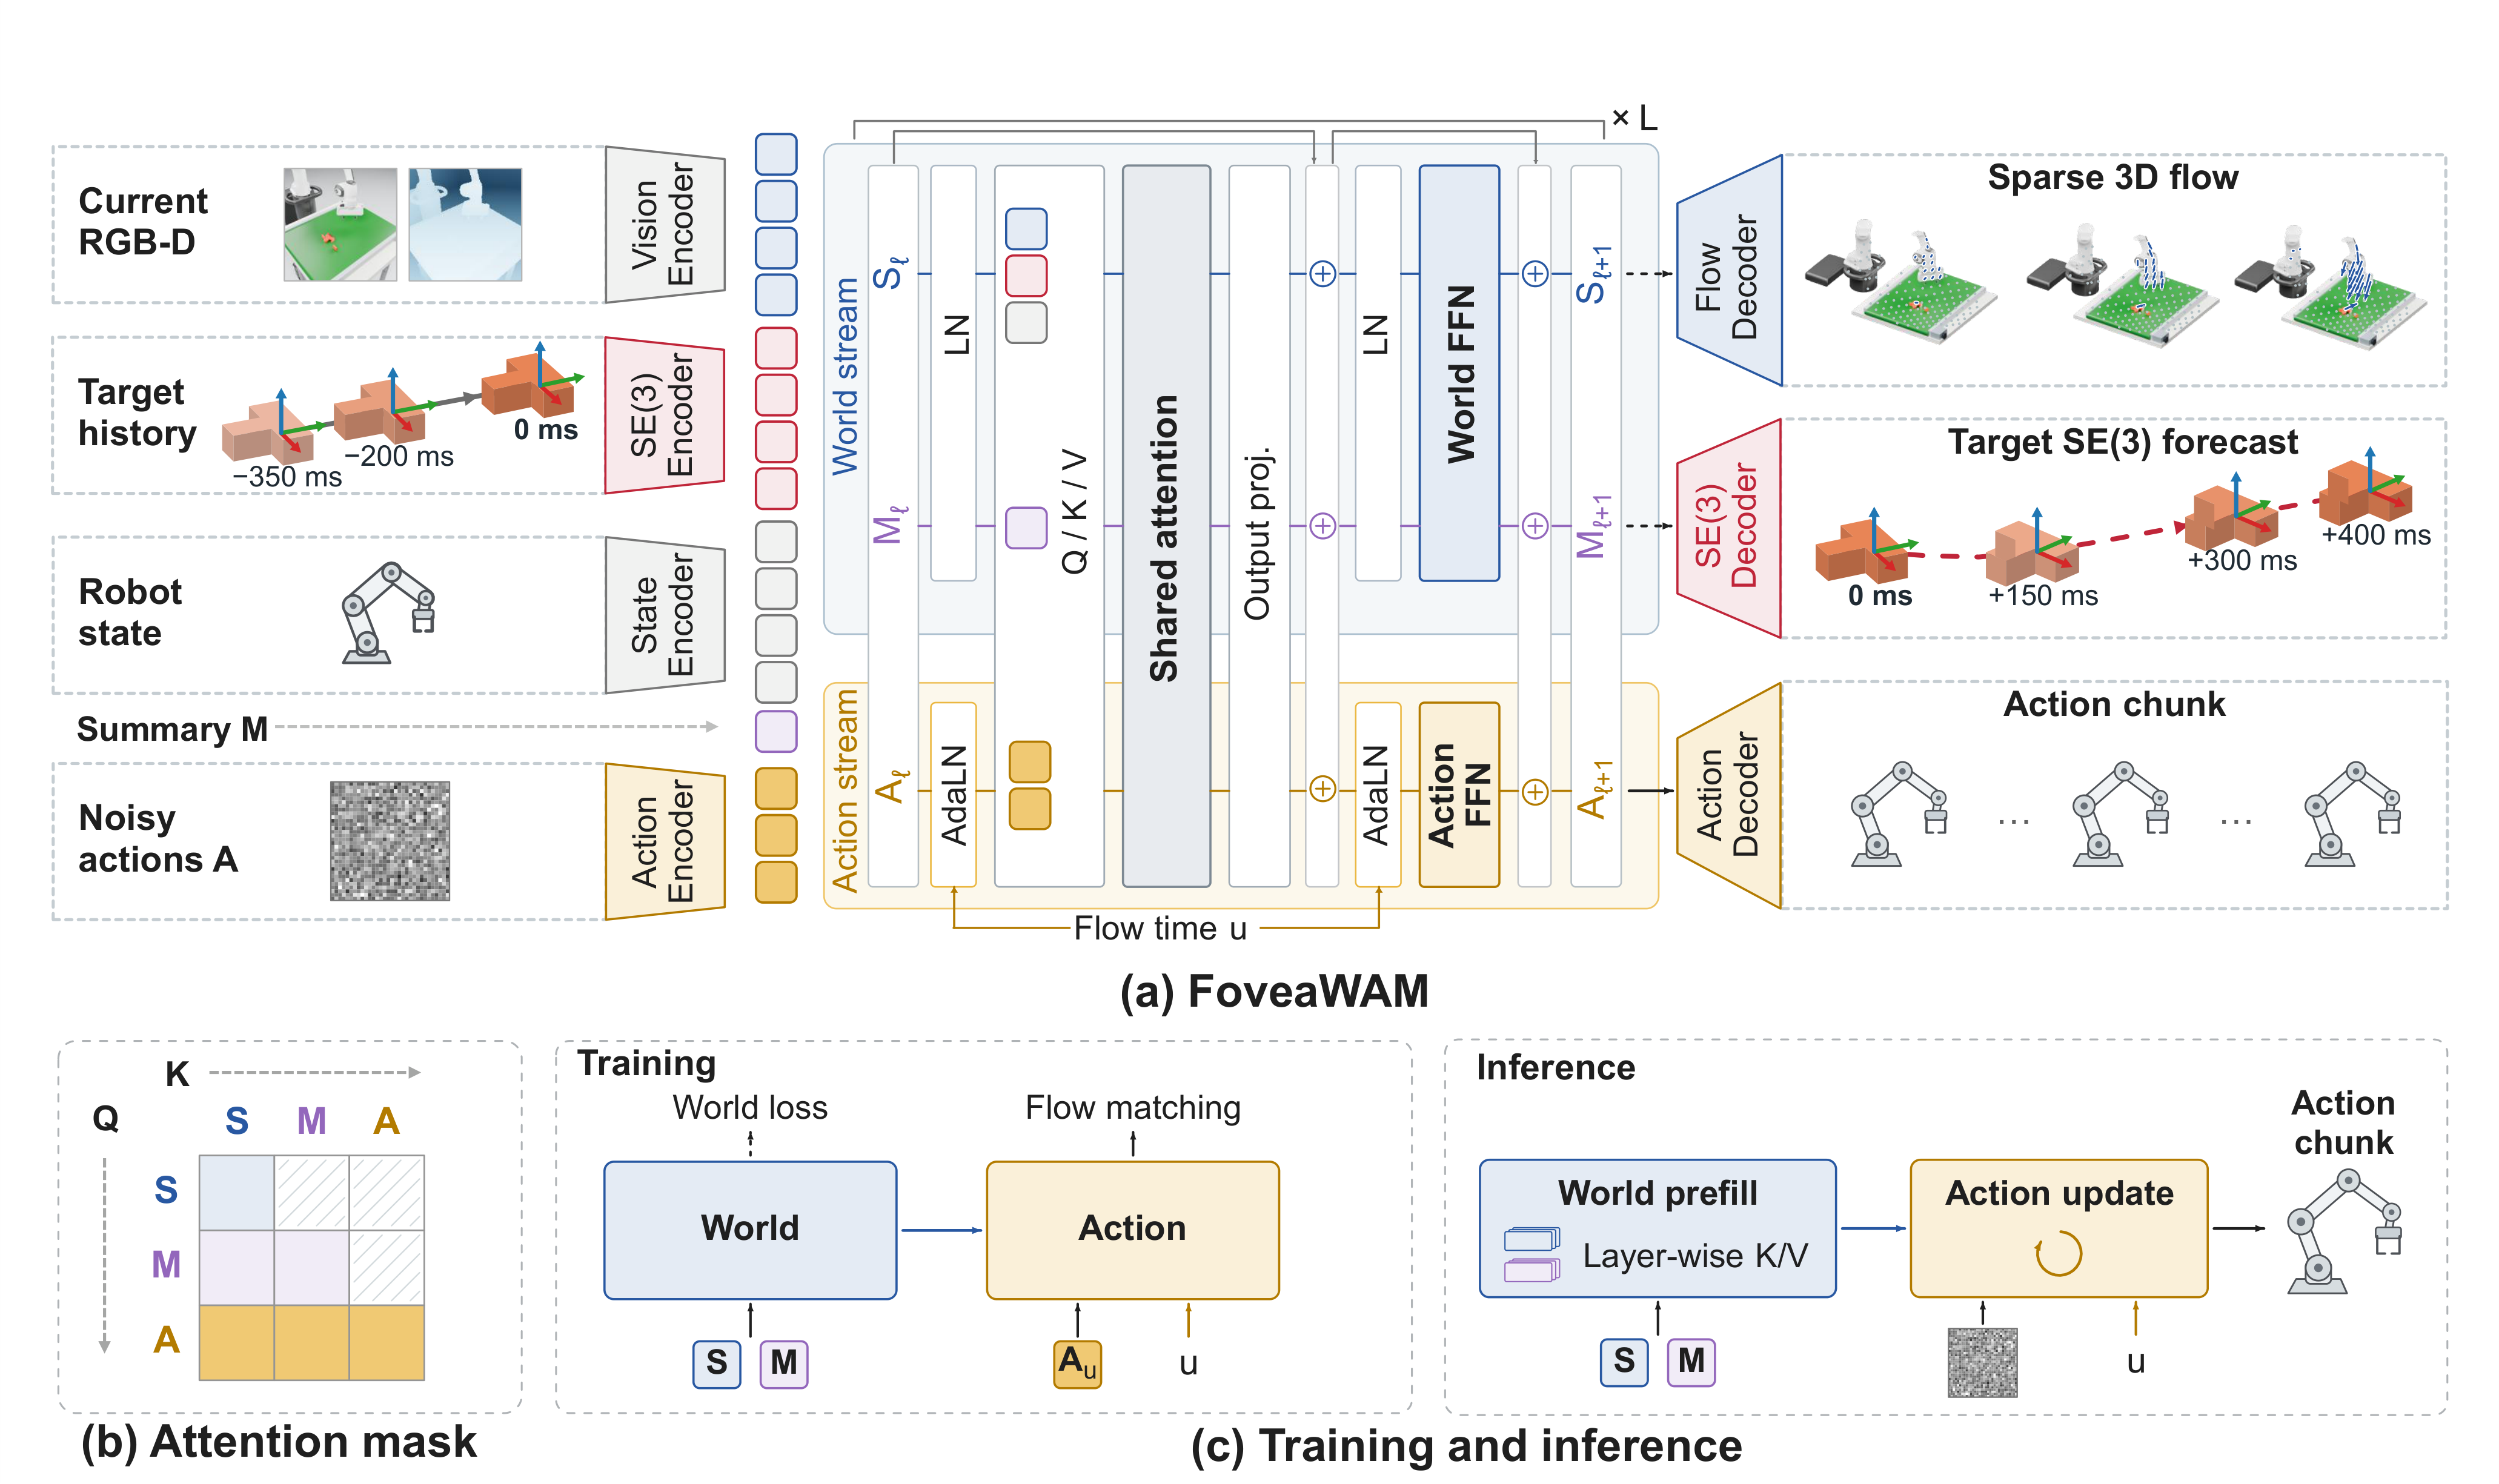 Current
RGB-D
Vision
Encoder
Target
history
−350 ms
−200 ms
0 ms
SE(3)
Encoder
Robot
state
State
Encoder
Summary M
Noisy
actions A
Action
Encoder
× L
World stream
Sℓ
Mℓ
LN
Q / K / V
Shared attention
Output proj.
LN
World FFN
Sℓ+1
Mℓ+1
Action stream
Aℓ
AdaLN
AdaLN
Action
FFN
Aℓ+1
Flow time u
Flow
Decoder
Sparse 3D flow
SE(3)
Decoder
Target SE(3) forecast
0 ms
+150 ms
+300 ms
+400 ms
Action
Decoder
Action chunk
...
...
(a) FoveaWAM
K
Q
S M A
S
M
A
(b) Attention mask
Training
World loss
Flow matching
World
Action
S M
Au
u
Inference
World prefill
Layer-wise K/V
Action update
Action
chunk
S M
u
(c) Training and inference